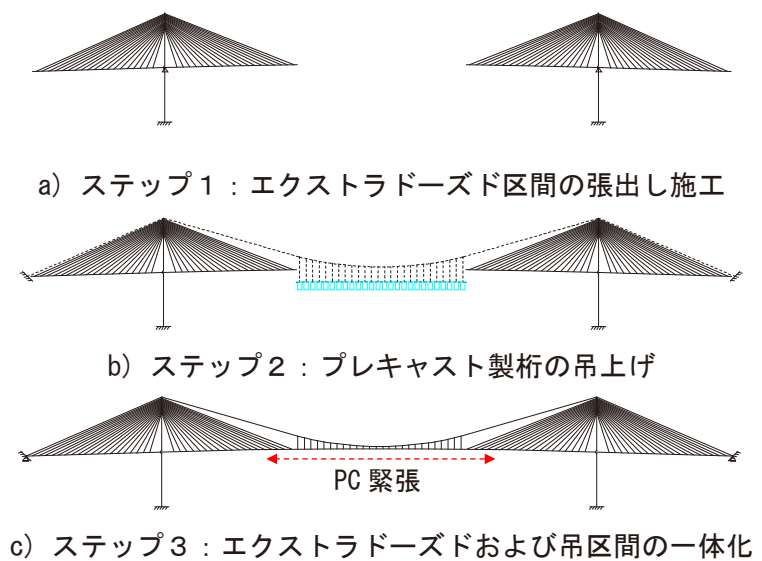 a) ステップ１：エクストラドーズド区間の張出し施工
b) ステップ２：プレキャスト製桁の吊上げ
PC 緊張
c) ステップ３：エクストラドーズドおよび吊区間の一体化